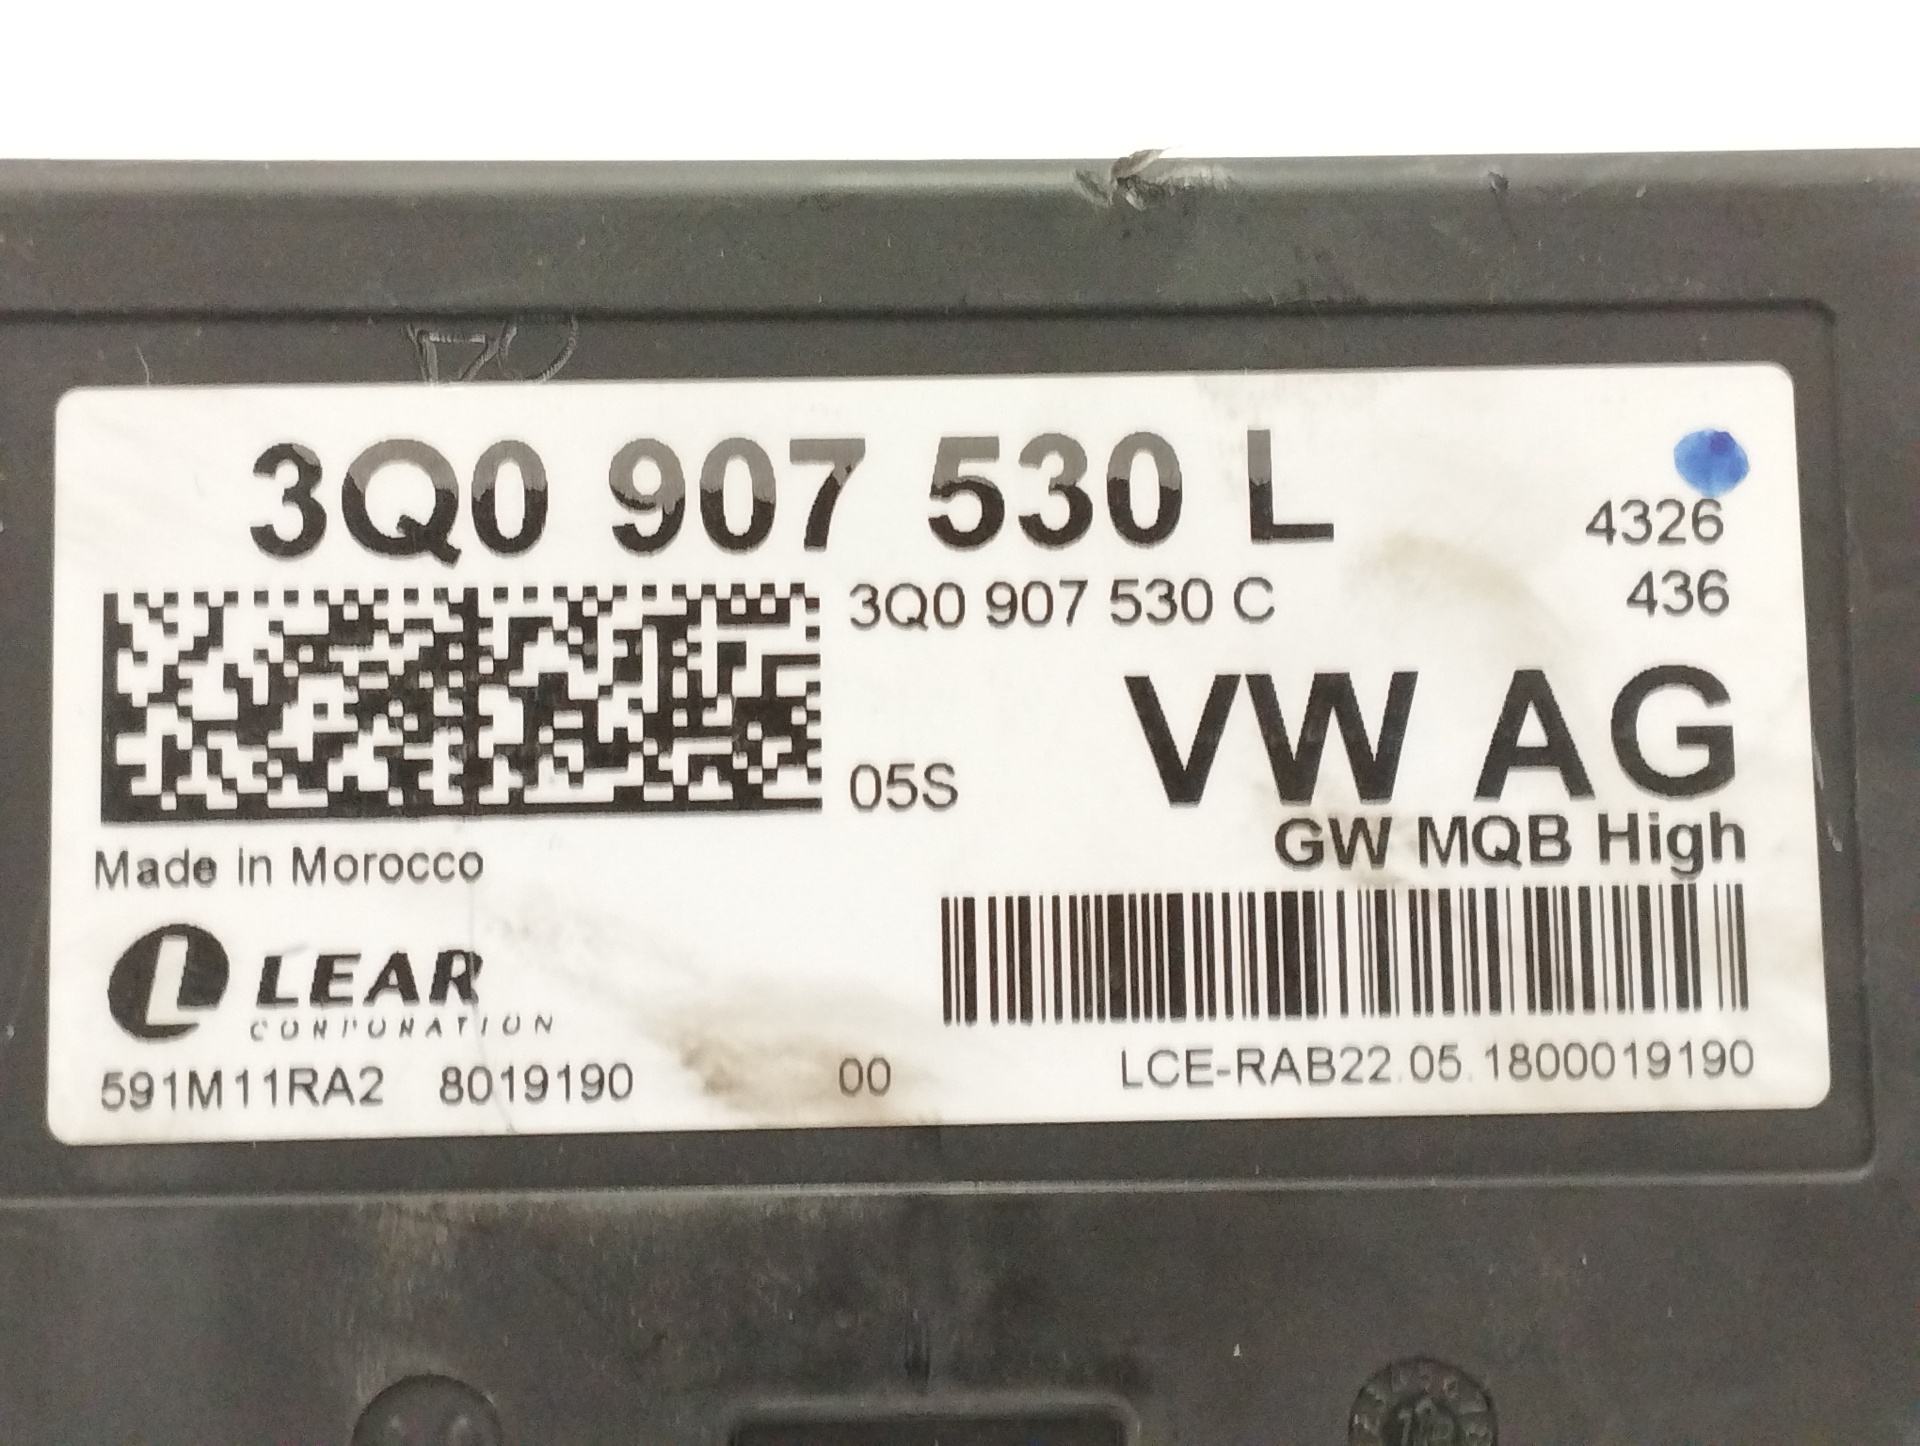 3Q0 907 530 L
4326
3Q0 907 530 C
436
VW AG
05S
GW MQB High
Made in Morocco
L LEAR
CORPORATION
591M11RA2 8019190 00 LCE-RAB22.05.1800019190